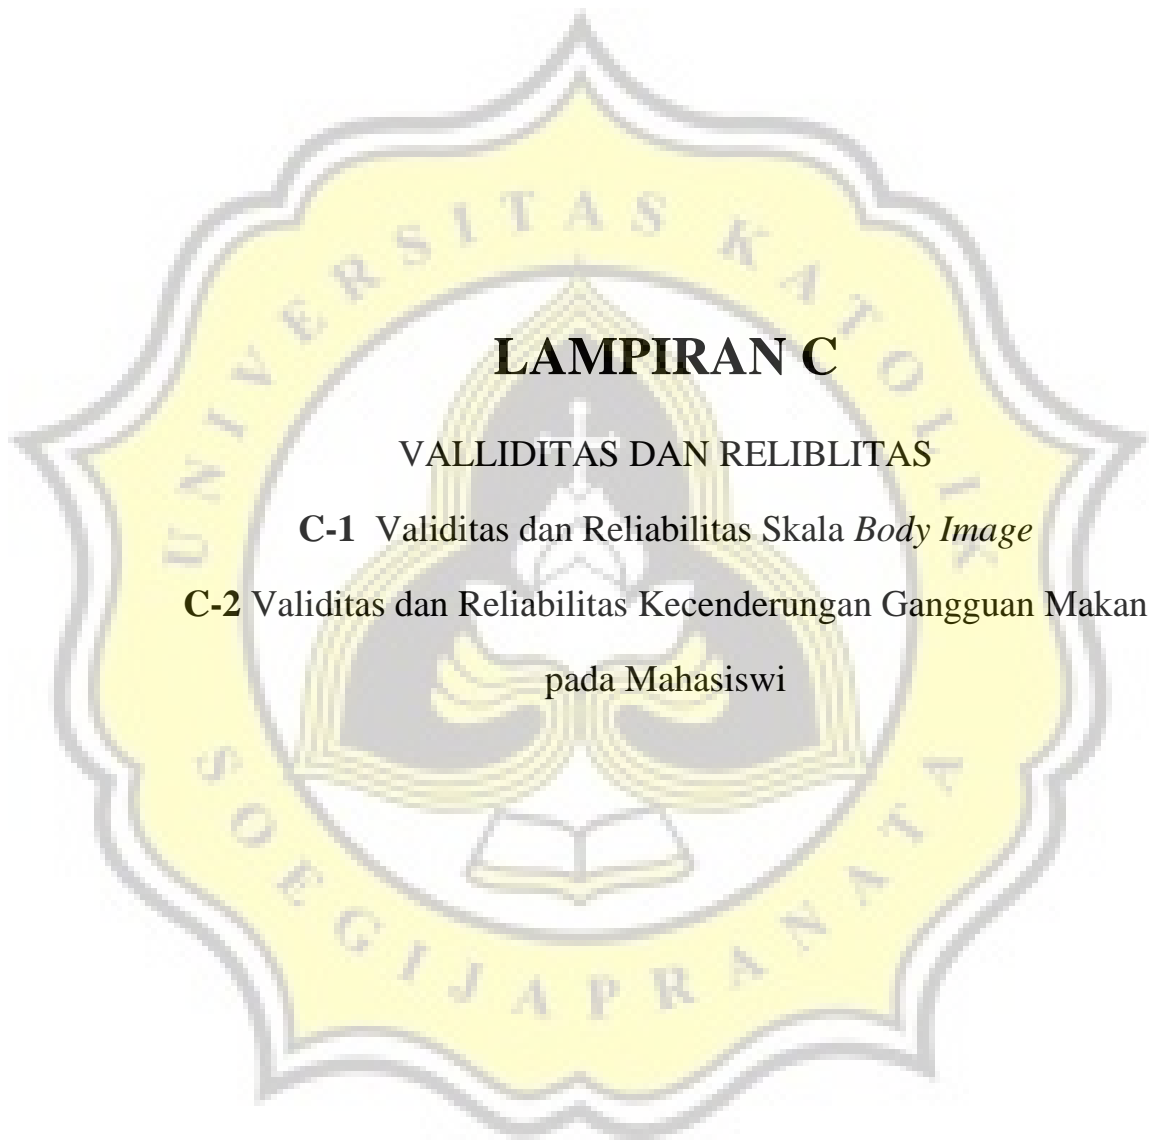 UNIVERSITAS KATOLIK
LAMPIRAN C
VALLIDITAS DAN RELIBLITAS
C-1 Validitas dan Reliabilitas Skala Body Image
C-2 Validitas dan Reliabilitas Kecenderungan Gangguan Makan
pada Mahasiswi
SOEGIJAPRANATA